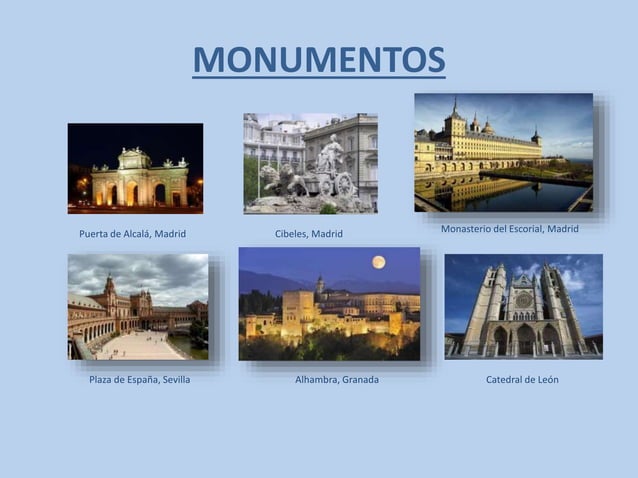 MONUMENTOS
Puerta de Alcalá, Madrid
Cibeles, Madrid
Monasterio del Escorial, Madrid
Plaza de España, Sevilla
Alhambra, Granada
Catedral de León